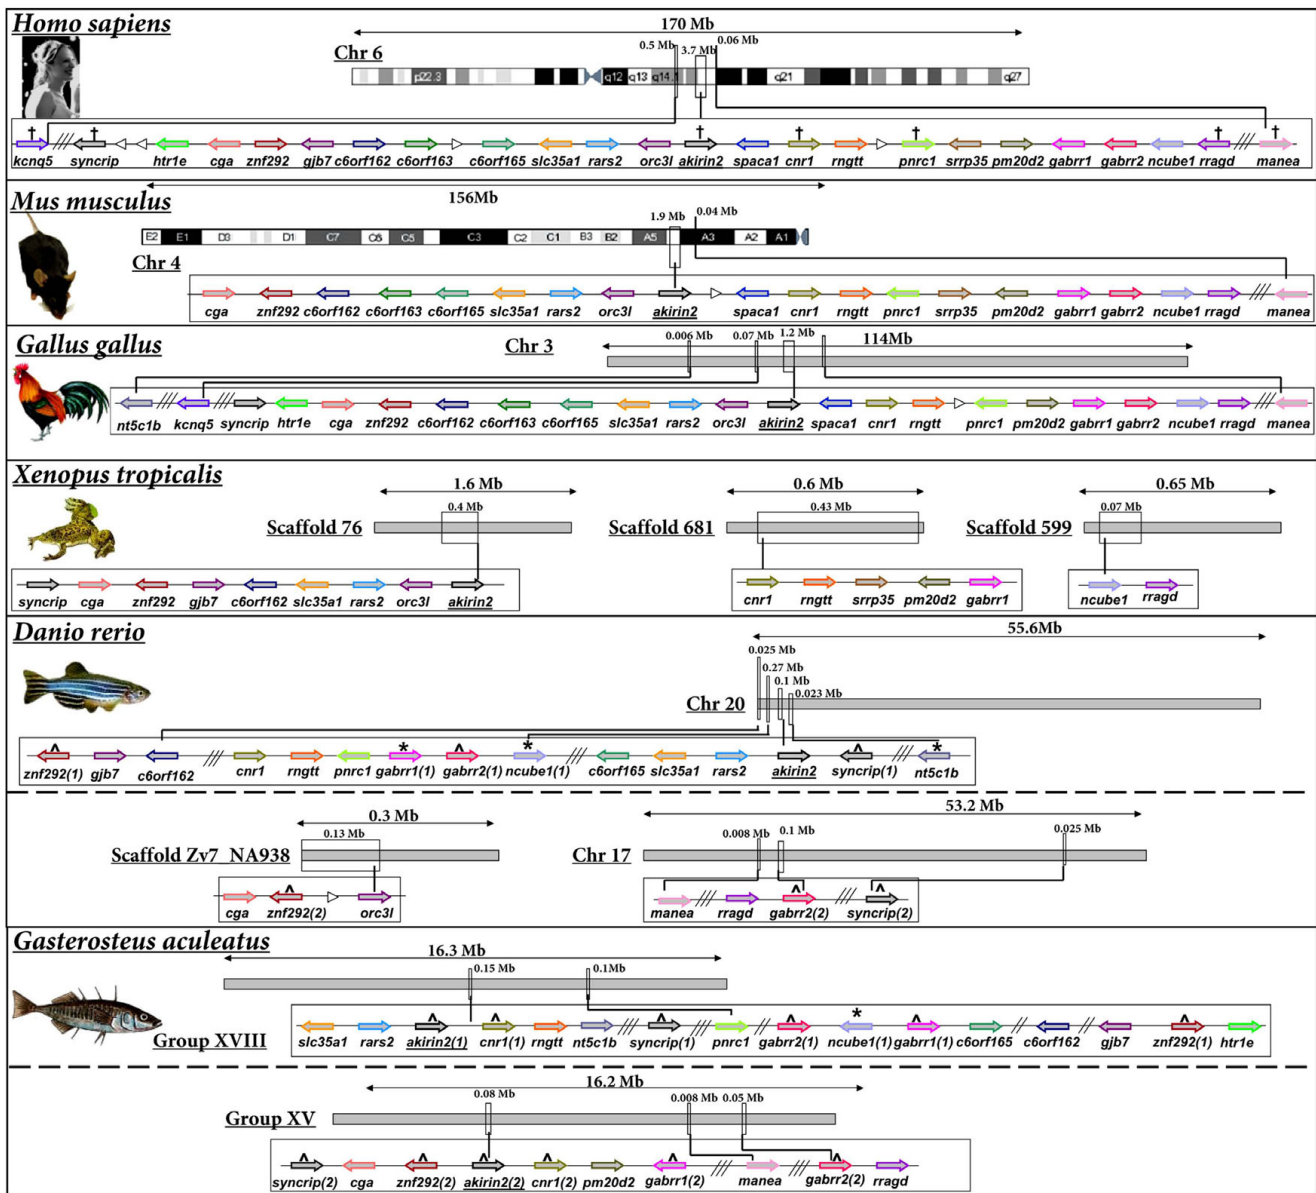 Homo sapiens
170 mb
Chr 6
0.5 Mb
3.7 Mb
0.06 Mb
p22.3 q12 q13 q14.1 q21 q27
† † † † † † †
kcnq5 syncrip htr1e cga znf292 gjb7 c6orf162 c6orf163 c6orf165 slc35a1 rars2 orc3l akirin2 spaca1 cnr1 rngtt pnrc1 srrp35 pm20d2 gabrr1 gabrr2 ncube1 rragd manea
Mus musculus
156Mb
1.9 Mb
0.04 Mb
E2 E1 D3 D1 C7 C6 C5 C3 C2 C1 B3 B2 A5 A3 A2 A1
Chr 4
cga znf292 c6orf162 c6orf163 c6orf165 slc35a1 rars2 orc3l akirin2 spaca1 cnr1 rngtt pnrc1 srrp35 pm20d2 gabrr1 gabrr2 ncube1 rragd manea
Gallus gallus
Chr 3
0.006 Mb
0.07 Mb
1.2 Mb
114Mb
nt5c1b kcnq5 syncrip htr1e cga znf292 c6orf162 c6orf163 c6orf165 slc35a1 rars2 orc3l akirin2 spaca1 cnr1 rngtt pnrc1 pm20d2 gabrr1 gabrr2 ncube1 rragd manea
Xenopus tropicalis
1.6 Mb
0.4 Mb
Scaffold 76
0.6 Mb
0.43 Mb
Scaffold 681
0.65 Mb
0.07 Mb
Scaffold 599
syncrip cga znf292 gjb7 c6orf162 slc35a1 rars2 orc3l akirin2
cnr1 rngtt srrp35 pm20d2 gabrr1
ncube1 rragd
Danio rerio
55.6Mb
0.025 Mb
0.27 Mb
0.1 Mb
0.023 Mb
Chr 20
^ * ^ * ^ *
znf292(1) gjb7 c6orf162 cnr1 rngtt pnrc1 gabrr1(1) gabrr2(1) ncube1(1) c6orf165 slc35a1 rars2 akirin2 syncrip(1) nt5c1b
0.3 Mb
0.13 Mb
Scaffold Zv7_NA938
^
cga znf292(2) orc3l
53.2 Mb
0.008 Mb
0.1 Mb
0.025 Mb
Chr 17
^ ^
manea rragd gabrr2(2) syncrip(2)
Gasterosteus aculeatus
16.3 Mb
0.15 Mb
0.1Mb
Group XVIII
^ ^ ^ ^ * ^ ^
slc35a1 rars2 akirin2(1) cnr1(1) rngtt nt5c1b syncrip(1) pnrc1 gabrr2(1) ncube1(1) gabrr1(1) c6orf165 c6orf162 gjb7 znf292(1) htr1e
16.2 Mb
0.08 Mb
0.008 Mb
0.05 Mb
Group XV
^ ^ ^ ^ ^ ^
syncrip(2) cga znf292(2) akirin2(2) cnr1(2) pm20d2 gabrr1(2) manea gabrr2(2) rragd